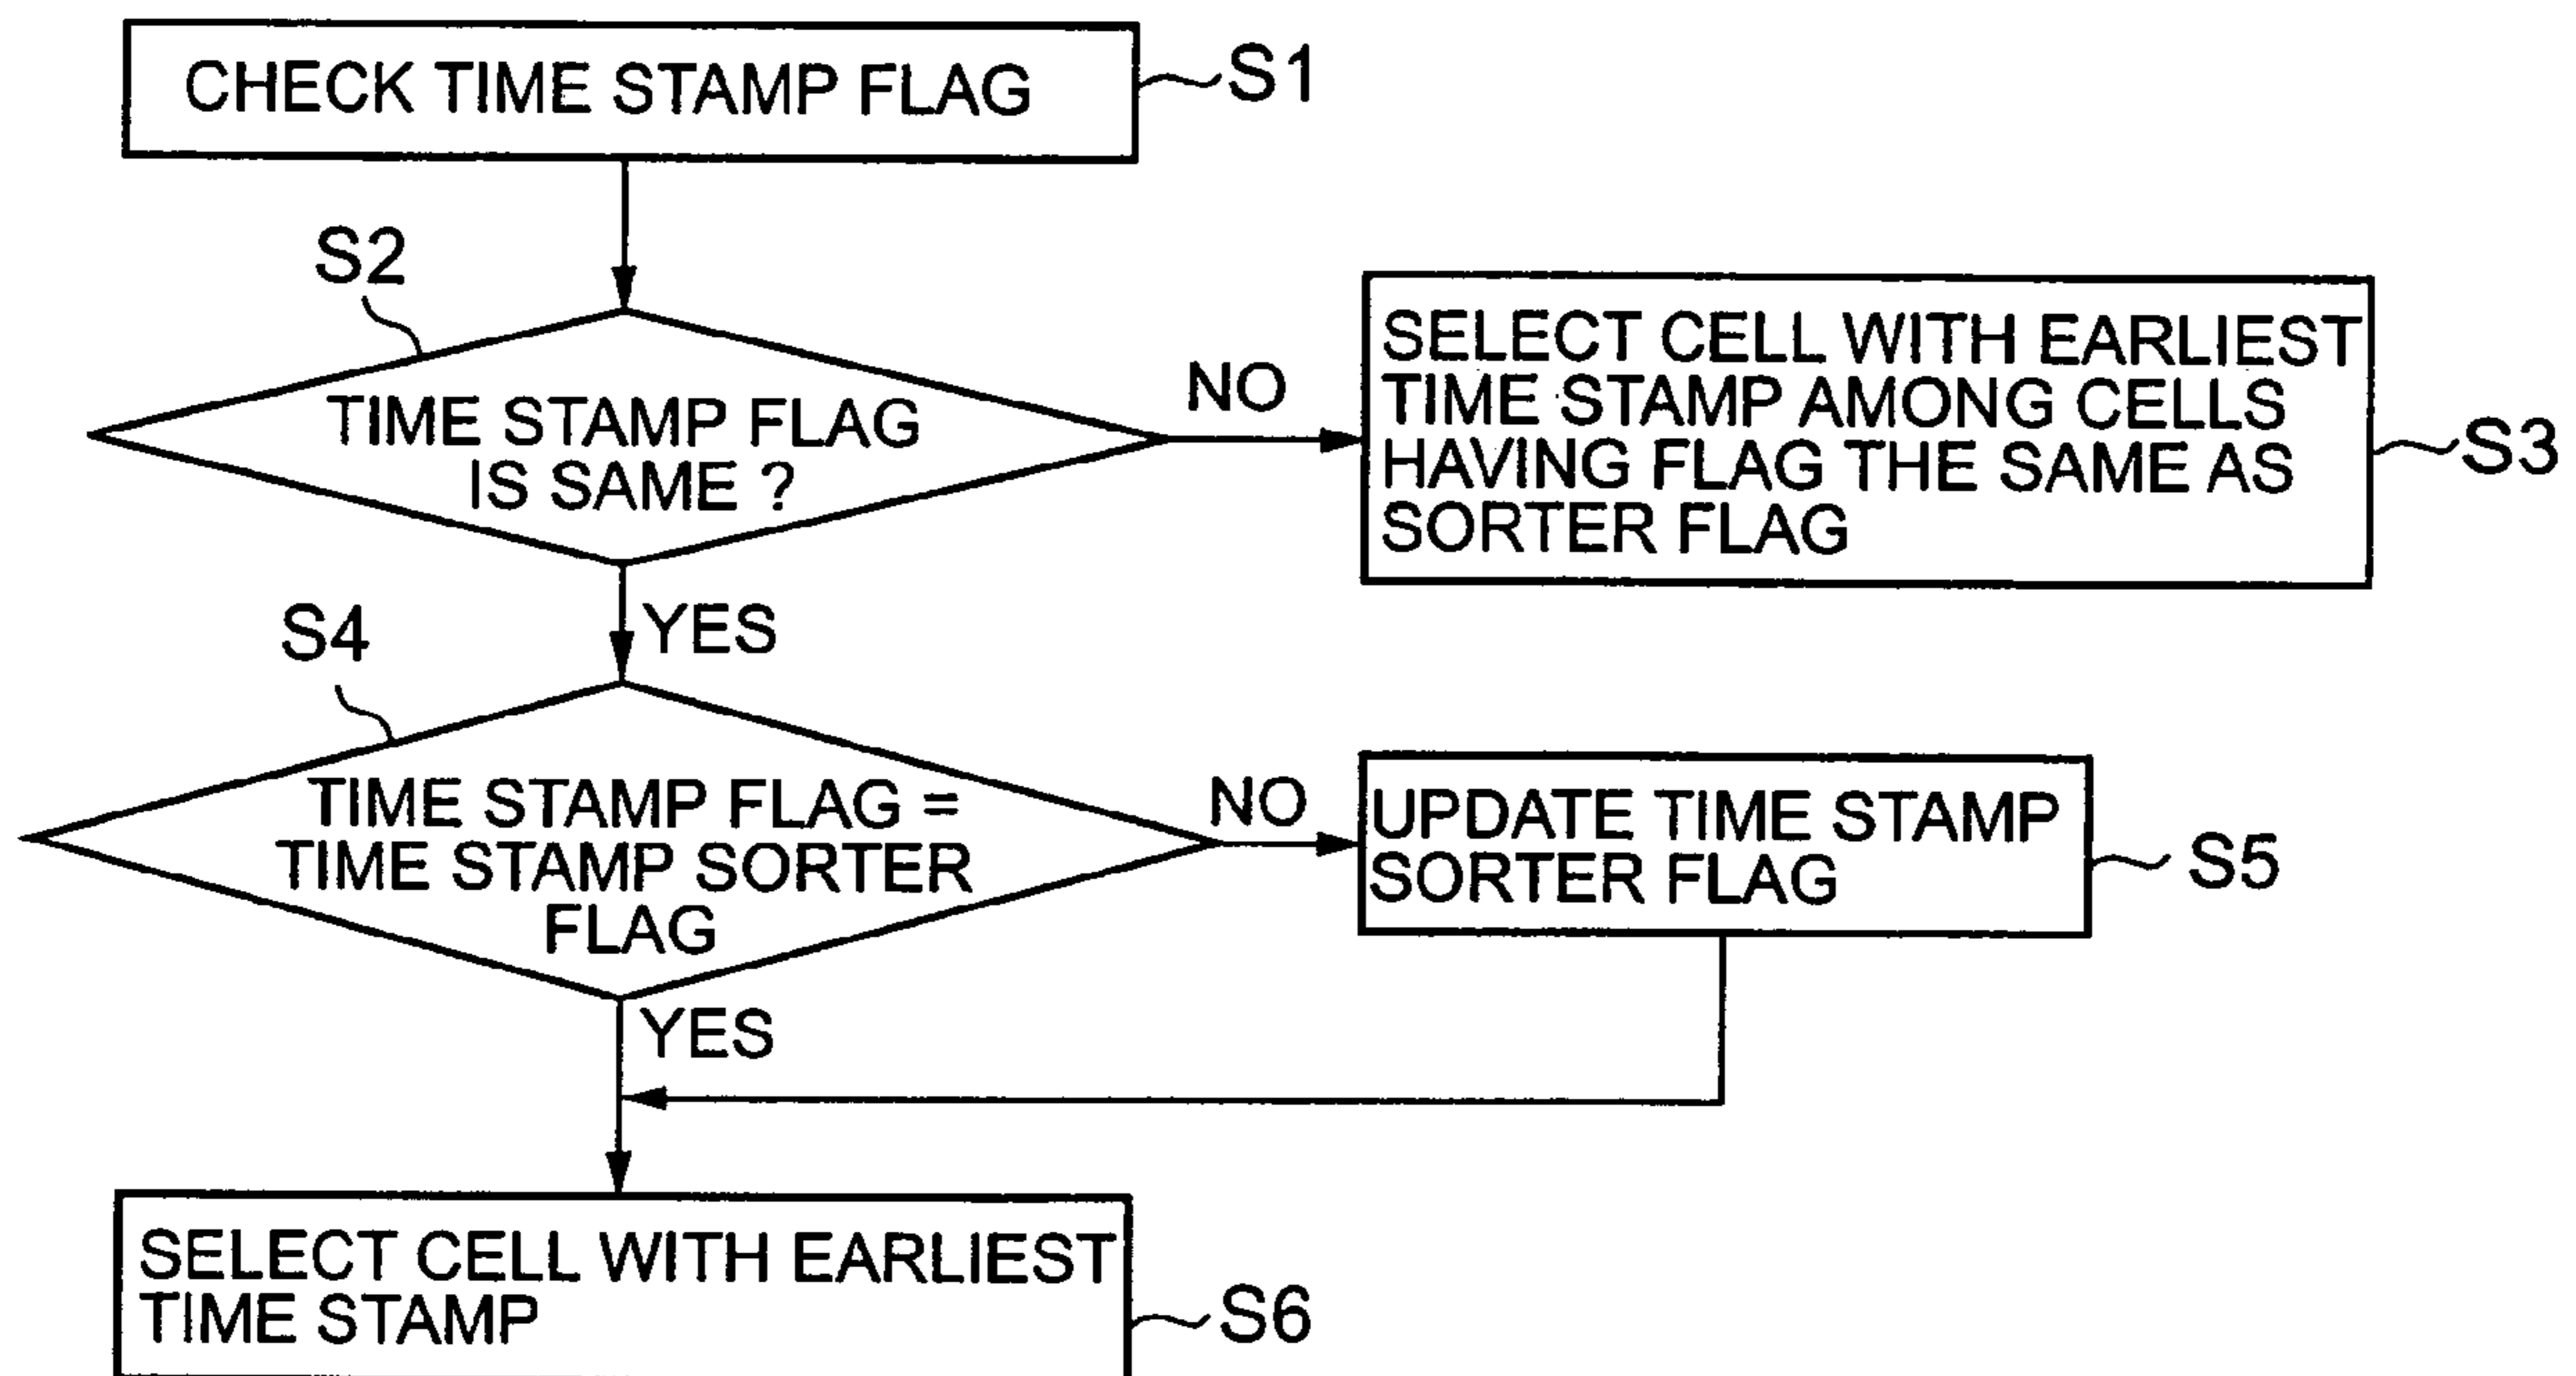 CHECK TIME STAMP FLAG
S1
S2
TIME STAMP FLAG
IS SAME ?
NO
SELECT CELL WITH EARLIEST
TIME STAMP AMONG CELLS
HAVING FLAG THE SAME AS
SORTER FLAG
S3
YES
S4
TIME STAMP FLAG =
TIME STAMP SORTER
FLAG
NO
UPDATE TIME STAMP
SORTER FLAG
S5
YES
SELECT CELL WITH EARLIEST
TIME STAMP
S6